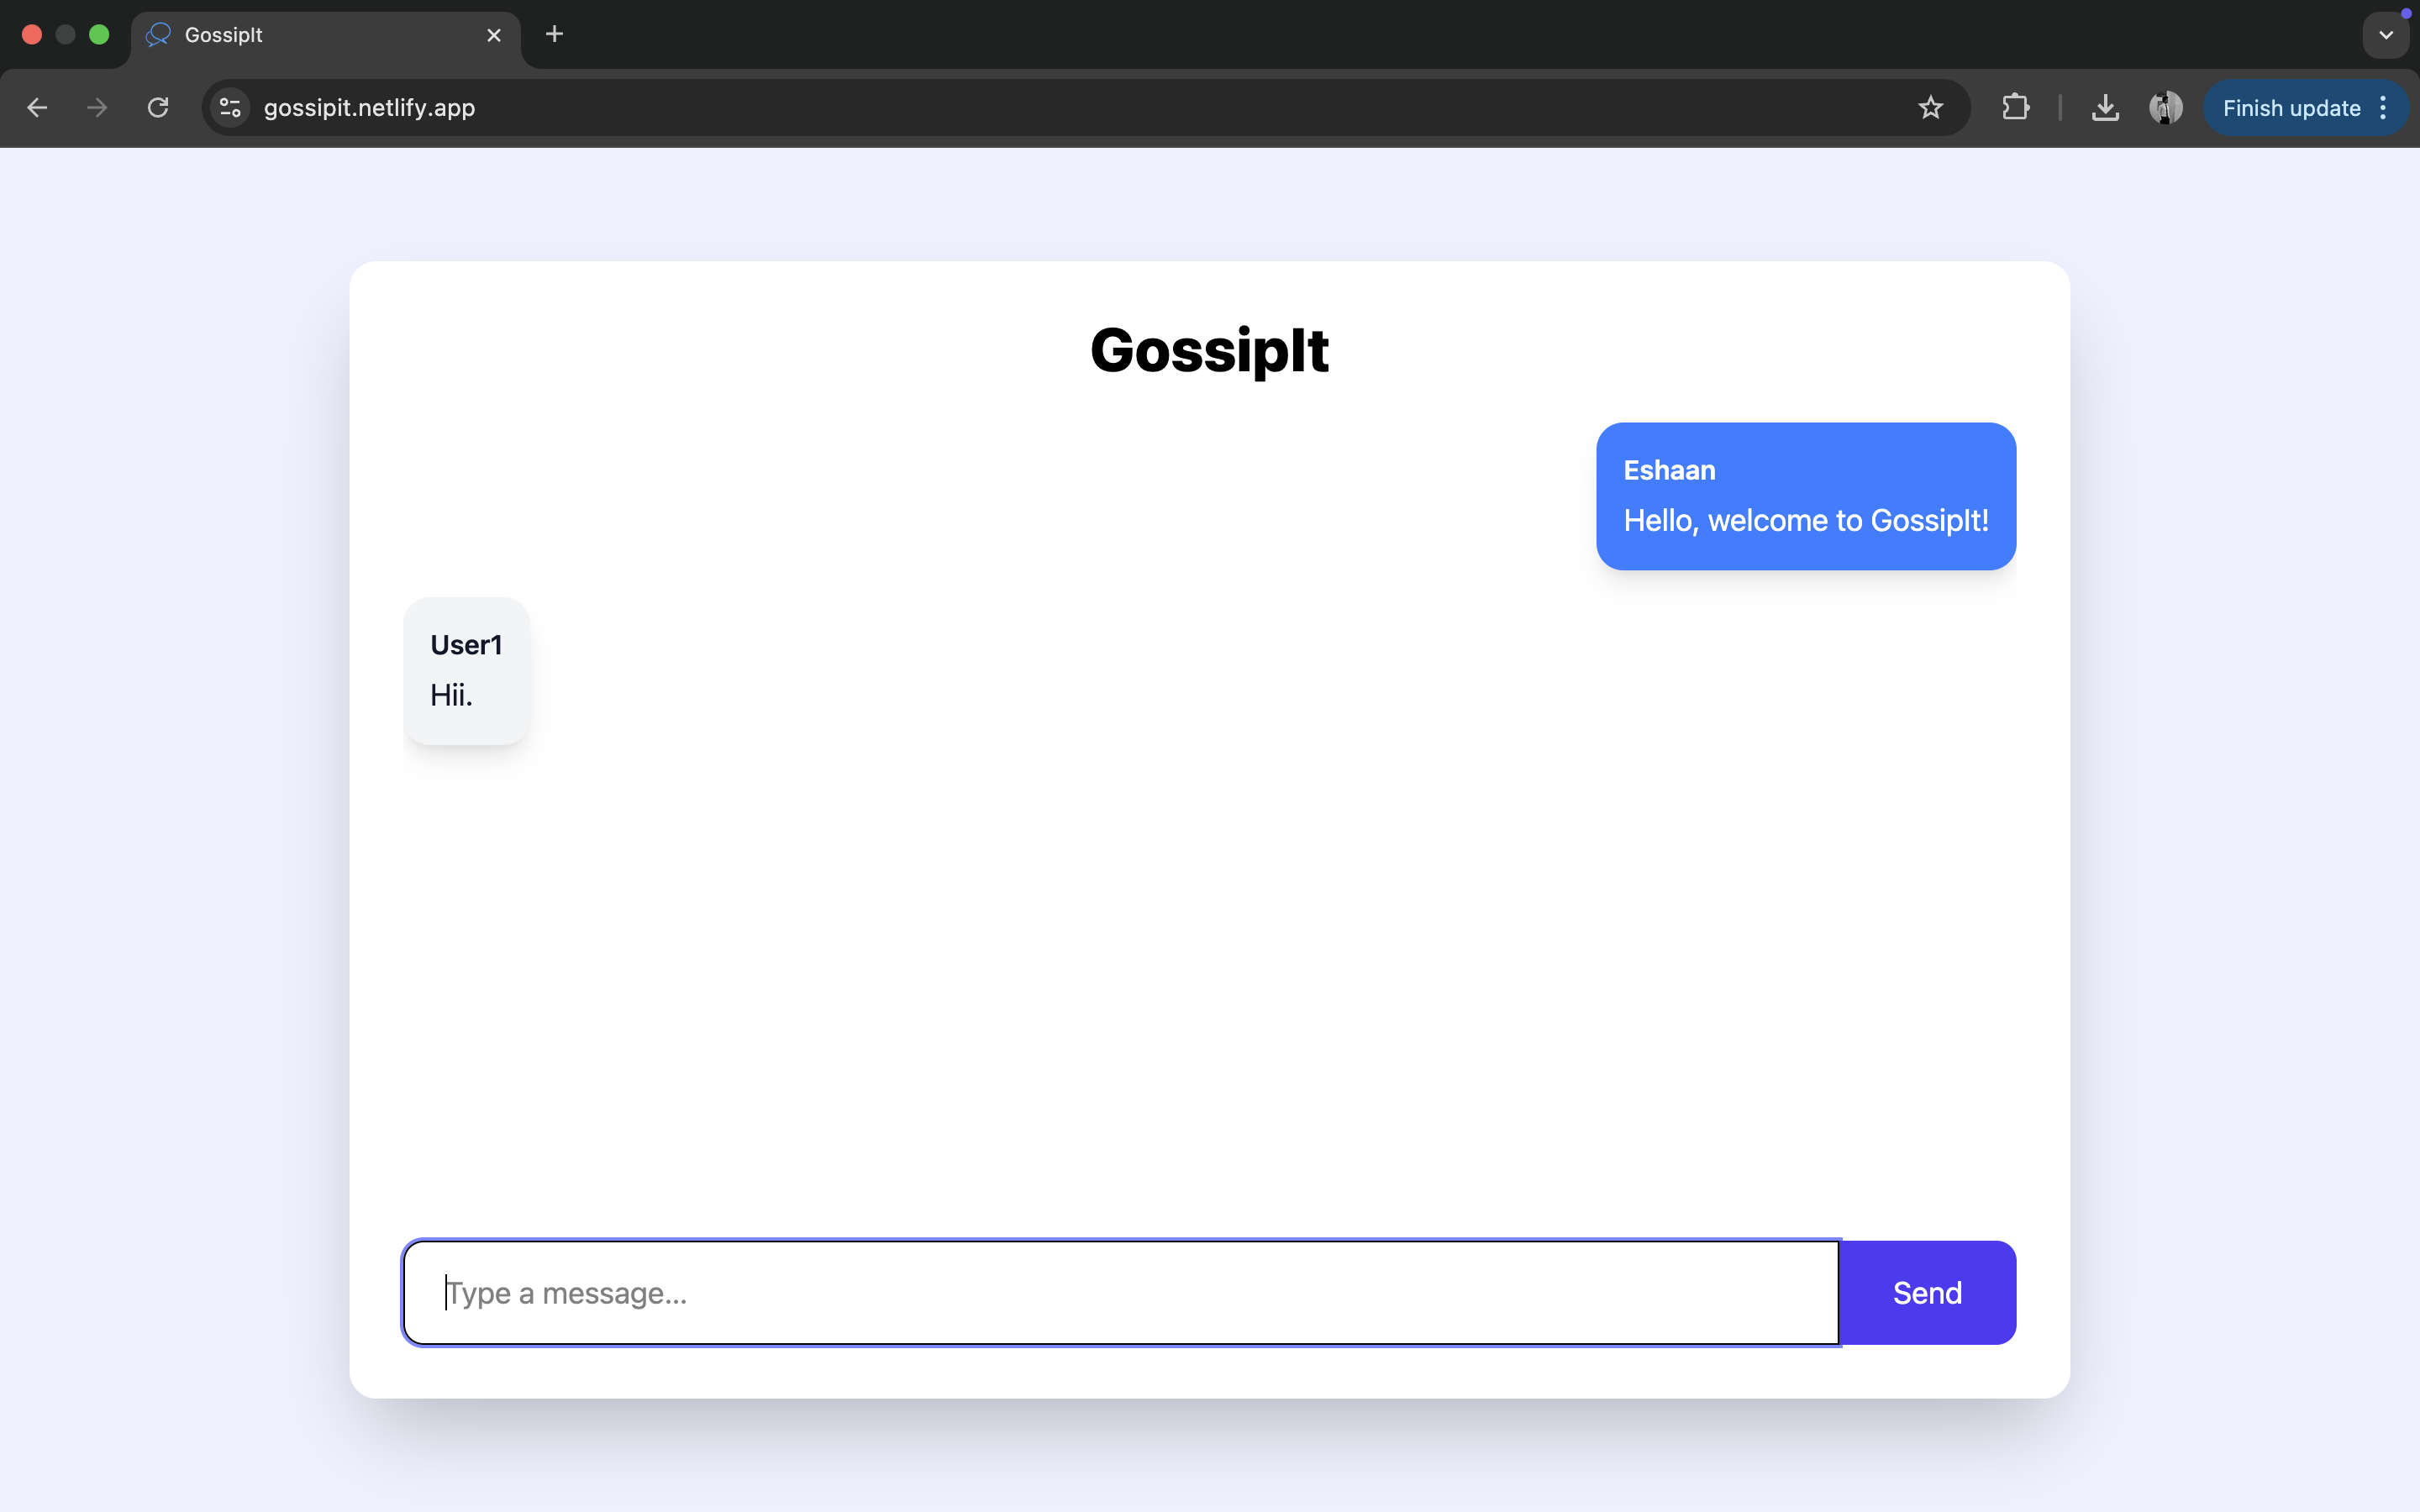 GossipIt
gossipit.netlify.app
Finish update
GossipIt
Eshaan
Hello, welcome to GossipIt!
User1
Hii.
Type a message...
Send